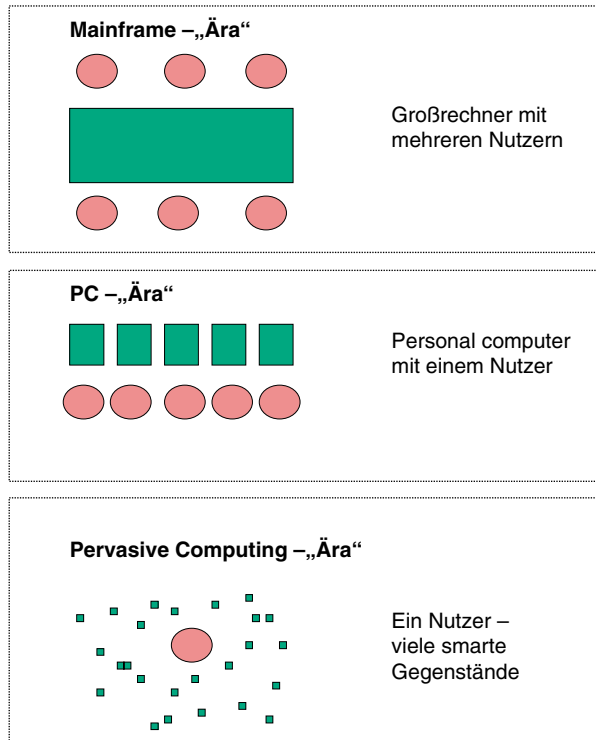 Mainframe –„Ära“
Großrechner mit
mehreren Nutzern
PC –„Ära“
Personal computer
mit einem Nutzer
Pervasive Computing –„Ära“
Ein Nutzer –
viele smarte
Gegenstände